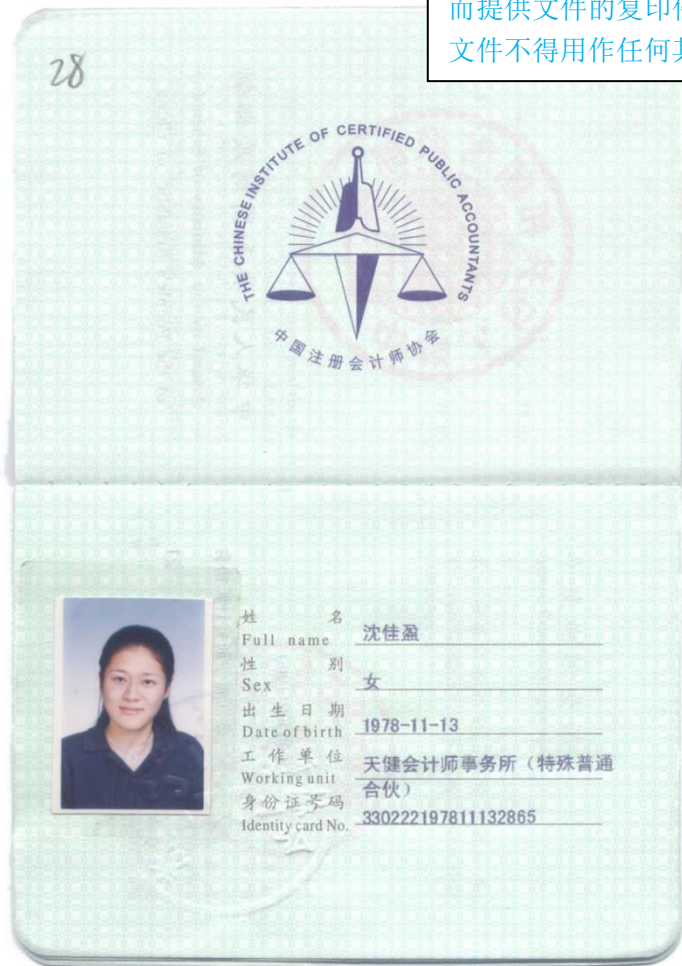 而提供文件的复印件
文件不得用作任何其
28
THE CHINESE INSTITUTE OF CERTIFIED PUBLIC ACCOUNTANTS
中国注册会计师协会
姓 名
Full name 沈佳盈
性 别
Sex 女
出生日期
Date of birth 1978-11-13
工作单位 天健会计师事务所（特殊普通
Working unit 合伙）
身份证号码
Identity card No. 330222197811132865